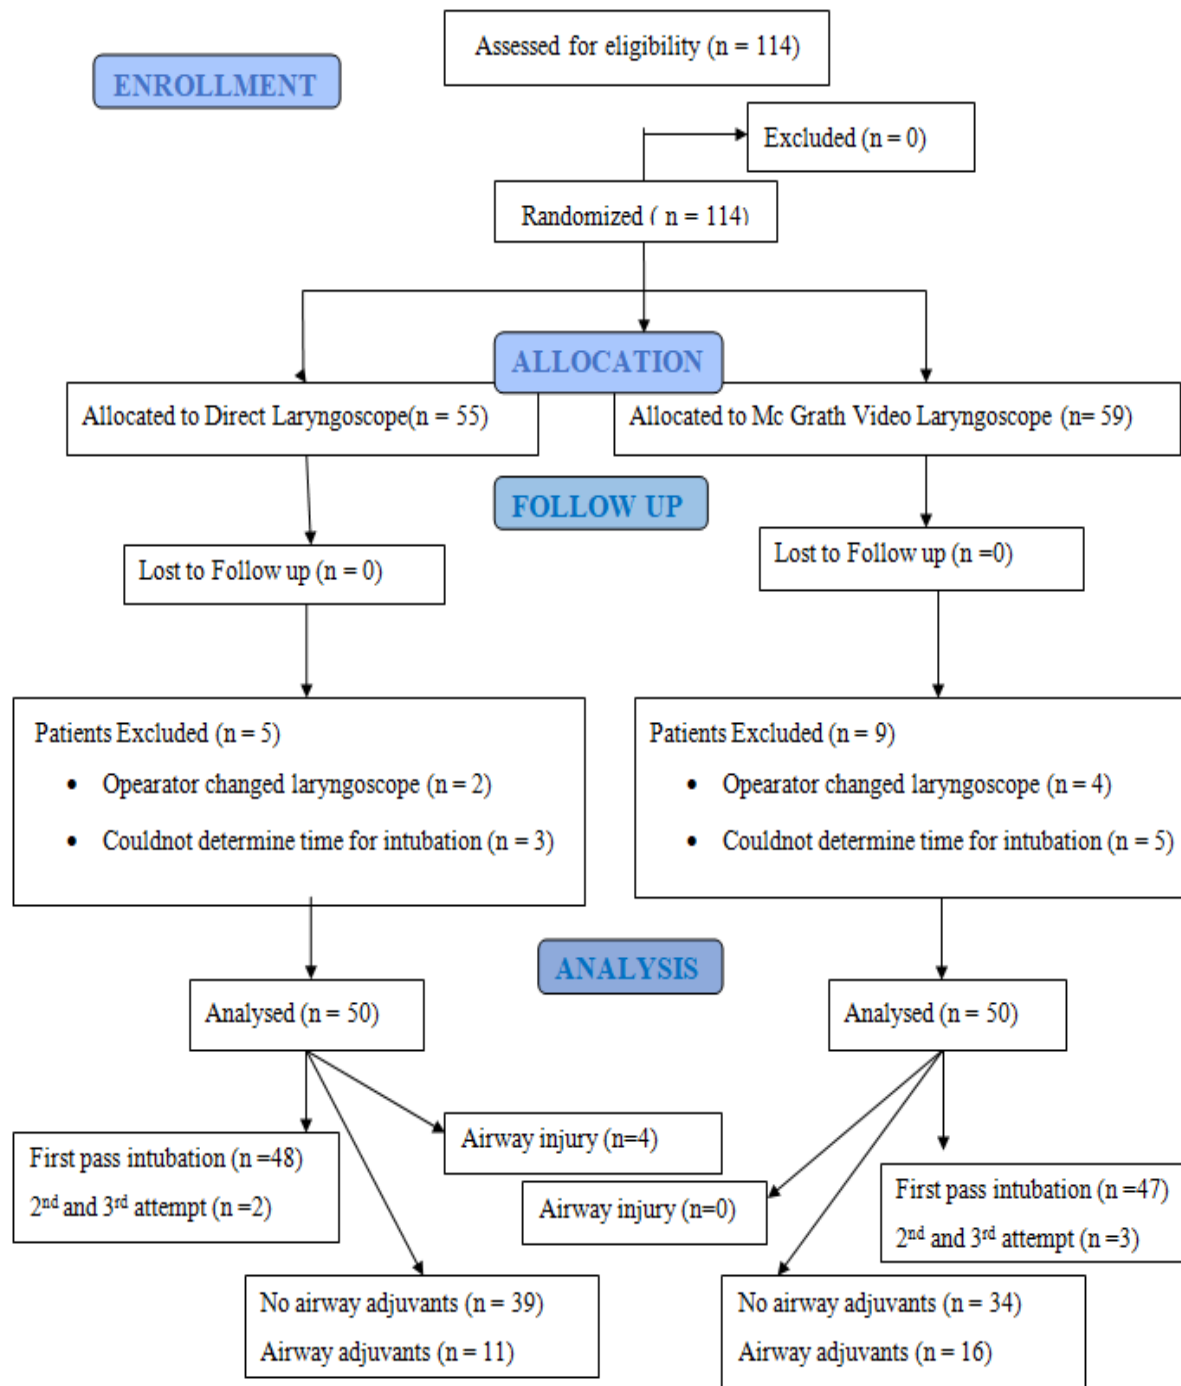 Assessed for eligibility (n = 114)
ENROLLMENT
Excluded (n = 0)
Randomized ( n = 114)
ALLOCATION
Allocated to Direct Laryngoscope(n = 55)
Allocated to Mc Grath Video Laryngoscope (n= 59)
FOLLOW UP
Lost to Follow up (n = 0)
Lost to Follow up (n =0)
Patients Excluded (n = 5)
• Opearator changed laryngoscope (n = 2)
• Couldnot determine time for intubation (n = 3)
Patients Excluded (n = 9)
• Opearator changed laryngoscope (n = 4)
• Couldnot determine time for intubation (n = 5)
ANALYSIS
Analysed (n = 50)
Analysed (n = 50)
First pass intubation (n =48)
2nd and 3rd attempt (n =2)
Airway injury (n=4)
Airway injury (n=0)
First pass intubation (n =47)
2nd and 3rd attempt (n =3)
No airway adjuvants (n = 39)
Airway adjuvants (n = 11)
No airway adjuvants (n = 34)
Airway adjuvants (n = 16)